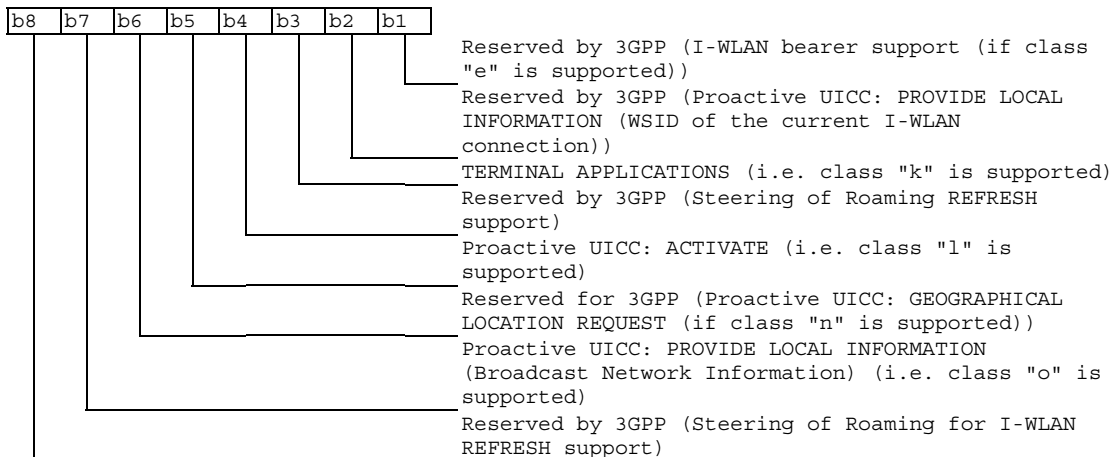 b8 b7 b6 b5 b4 b3 b2 b1
Reserved by 3GPP (I-WLAN bearer support (if class
"e" is supported))
Reserved by 3GPP (Proactive UICC: PROVIDE LOCAL
INFORMATION (WSID of the current I-WLAN
connection))
TERMINAL APPLICATIONS (i.e. class "k" is supported)
Reserved by 3GPP (Steering of Roaming REFRESH
support)
Proactive UICC: ACTIVATE (i.e. class "l" is
supported)
Reserved for 3GPP (Proactive UICC: GEOGRAPHICAL
LOCATION REQUEST (if class "n" is supported))
Proactive UICC: PROVIDE LOCAL INFORMATION
(Broadcast Network Information) (i.e. class "o" is
supported)
Reserved by 3GPP (Steering of Roaming for I-WLAN
REFRESH support)